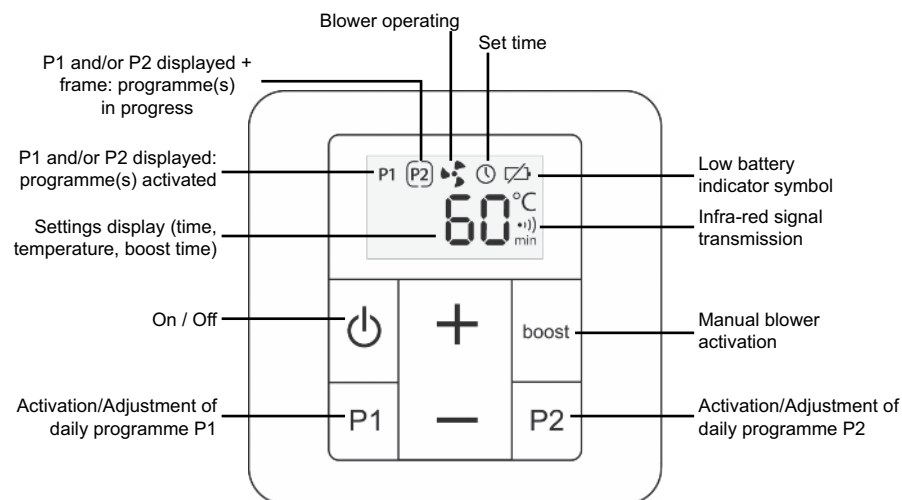 Blower operating
Set time
P1 and/or P2 displayed +
frame: programme(s)
in progress
P1 and/or P2 displayed:
programme(s) activated
Settings display (time,
temperature, boost time)
On / Off
Activation/Adjustment of
daily programme P1
P1 P2
60 °C
min
boost
P1
P2
Low battery
indicator symbol
Infra-red signal
transmission
Manual blower
activation
Activation/Adjustment of
daily programme P2